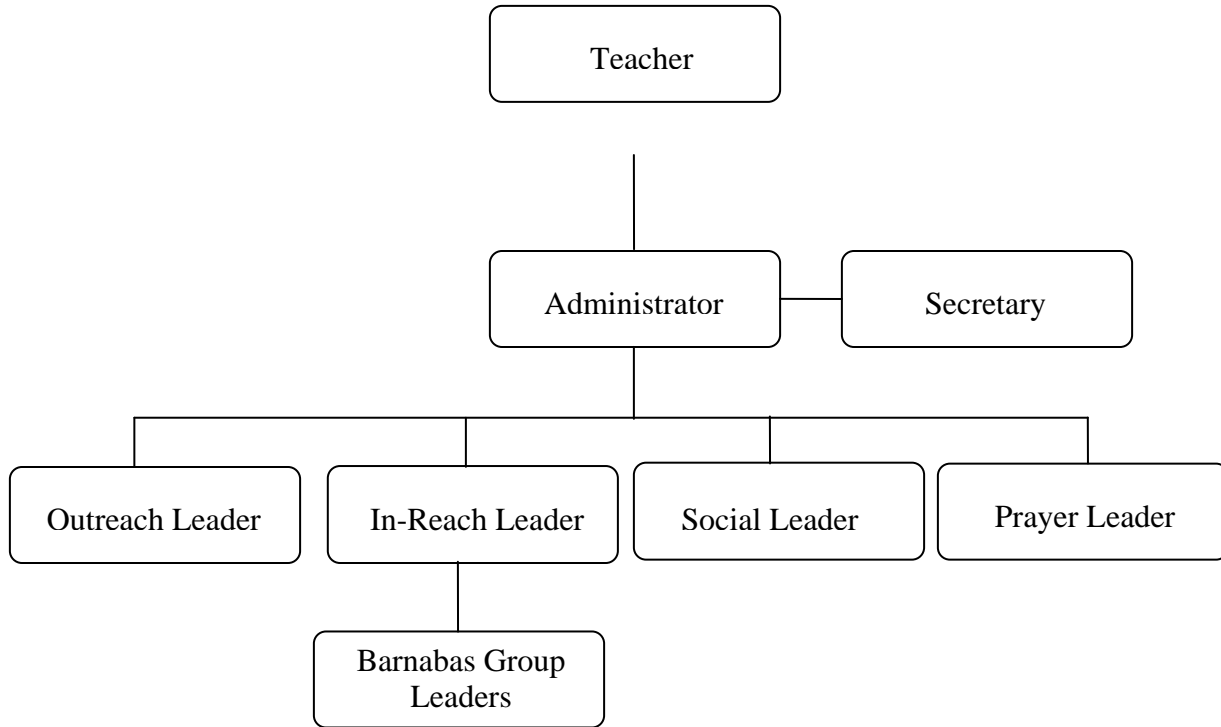 Teacher
Administrator
Secretary
Outreach Leader
In-Reach Leader
Social Leader
Prayer Leader
Barnabas Group
Leaders